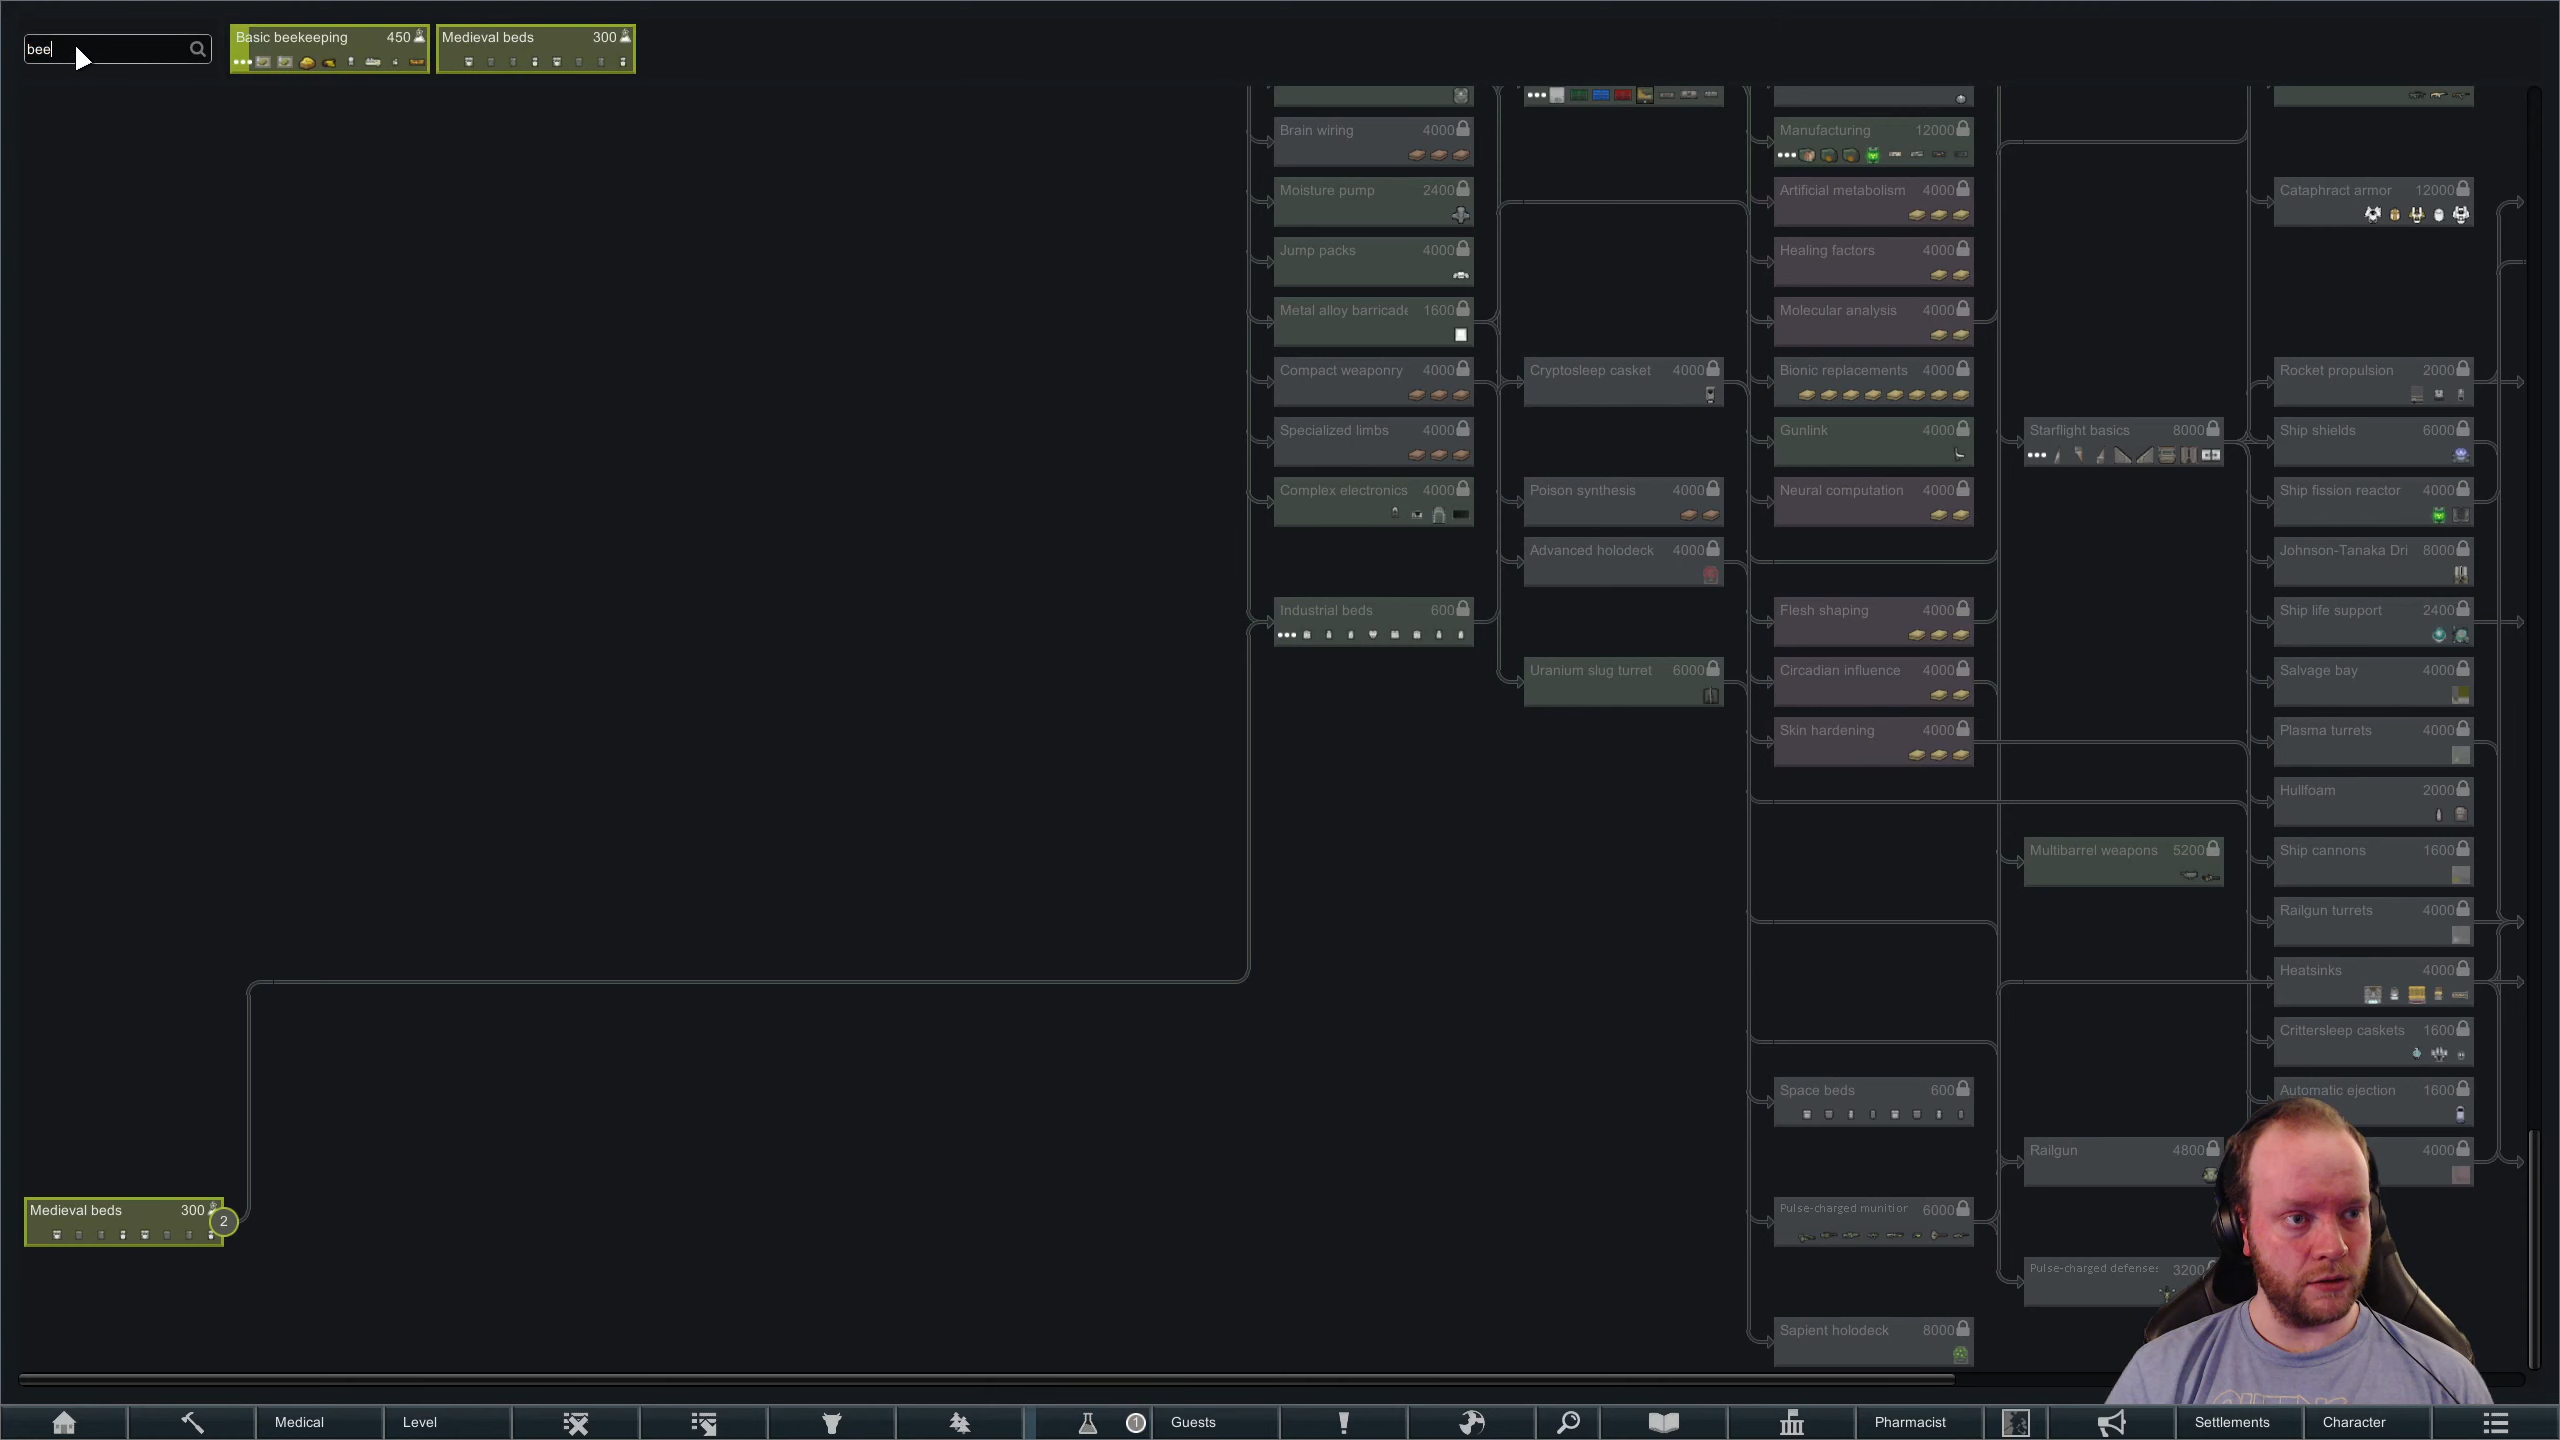 bee
Basic beekeeping 450
Medieval beds 300
Brain wiring 4000
Moisture pump 2400
Jump packs 4000
Metal alloy barricade 1600
Compact weaponry 4000
Specialized limbs 4000
Complex electronics 4000
Industrial beds 600
Cryptosleep casket 4000
Poison synthesis 4000
Advanced holodeck 4000
Uranium slug turret 6000
Manufacturing 12000
Artificial metabolism 4000
Healing factors 4000
Molecular analysis 4000
Bionic replacements 4000
Gunlink 4000
Neural computation 4000
Flesh shaping 4000
Circadian influence 4000
Skin hardening 4000
Space beds 600
Pulse-charged munition 6000
Sapient holodeck 8000
Starflight basics 8000
Multibarrel weapons 5200
Railgun 4800
Pulse-charged defenses 3200
Cataphract armor 12000
Rocket propulsion 2000
Ship shields 6000
Ship fission reactor 4000
Johnson-Tanaka Dri 8000
Ship life support 2400
Salvage bay 4000
Plasma turrets 4000
Hullfoam 2000
Ship cannons 1600
Railgun turrets 4000
Heatsinks 4000
Crittersleep caskets 1600
Automatic ejection 1600
4000
Medieval beds 300
2
Medical
Level
1
Guests
Pharmacist
Settlements
Character